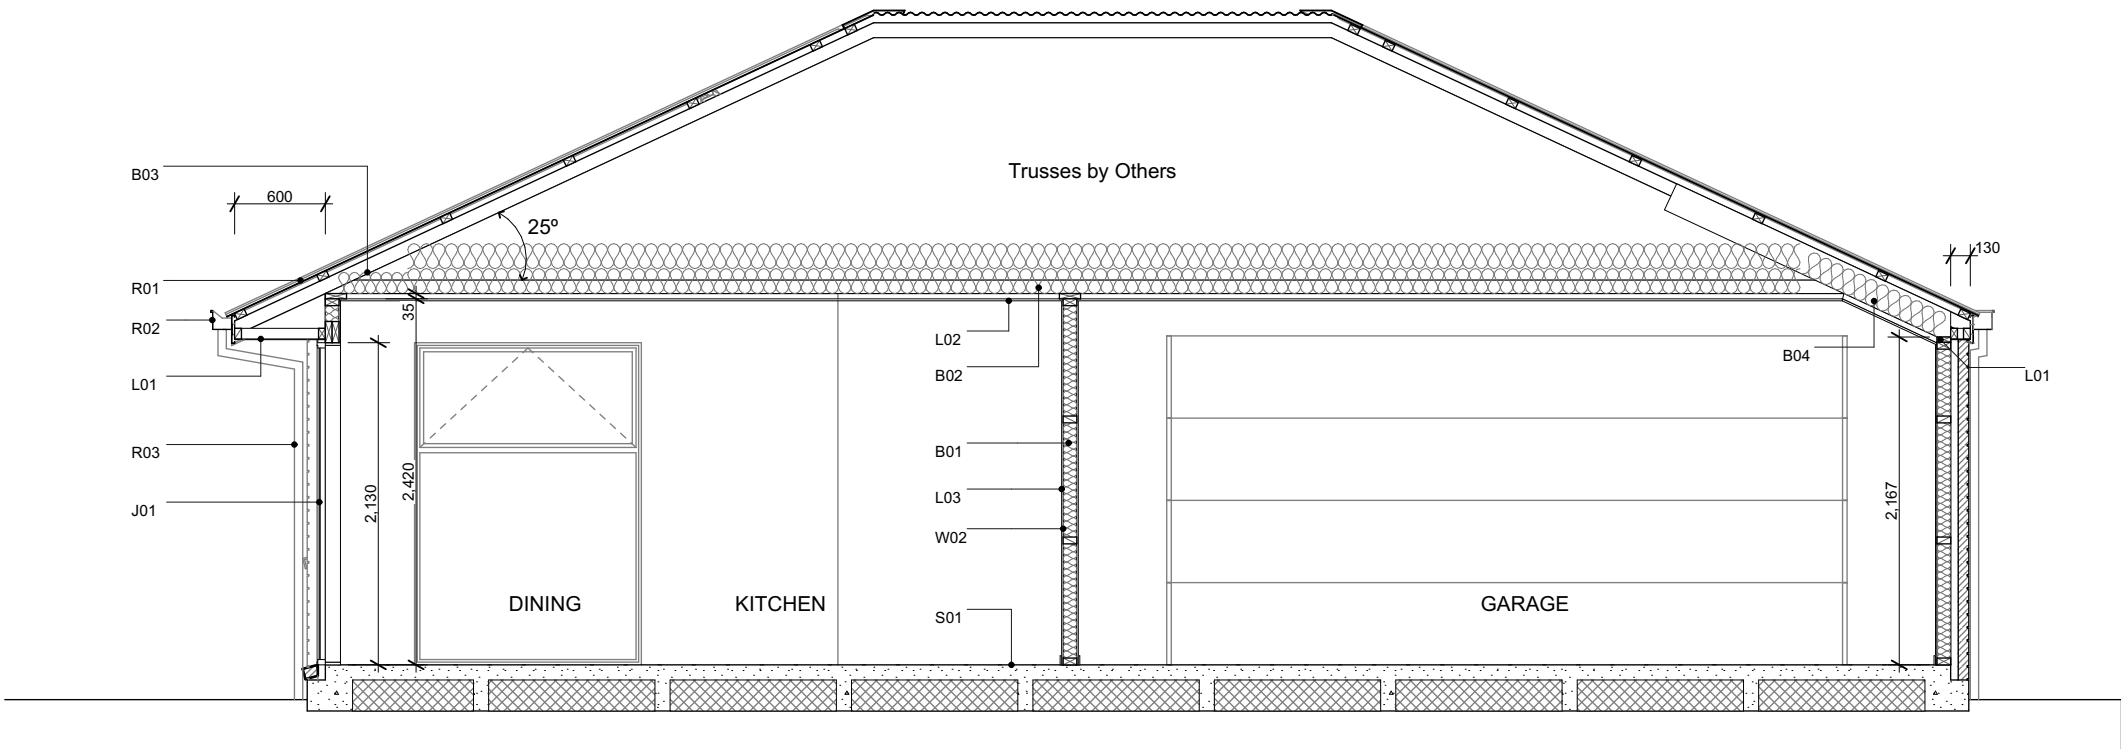 Trusses by Others
B03
600
25º
130
R01
R02
35
L02
B04
L01
B02
L01
R03
B01
2,130
2,420
2,167
L03
J01
W02
DINING
KITCHEN
GARAGE
S01